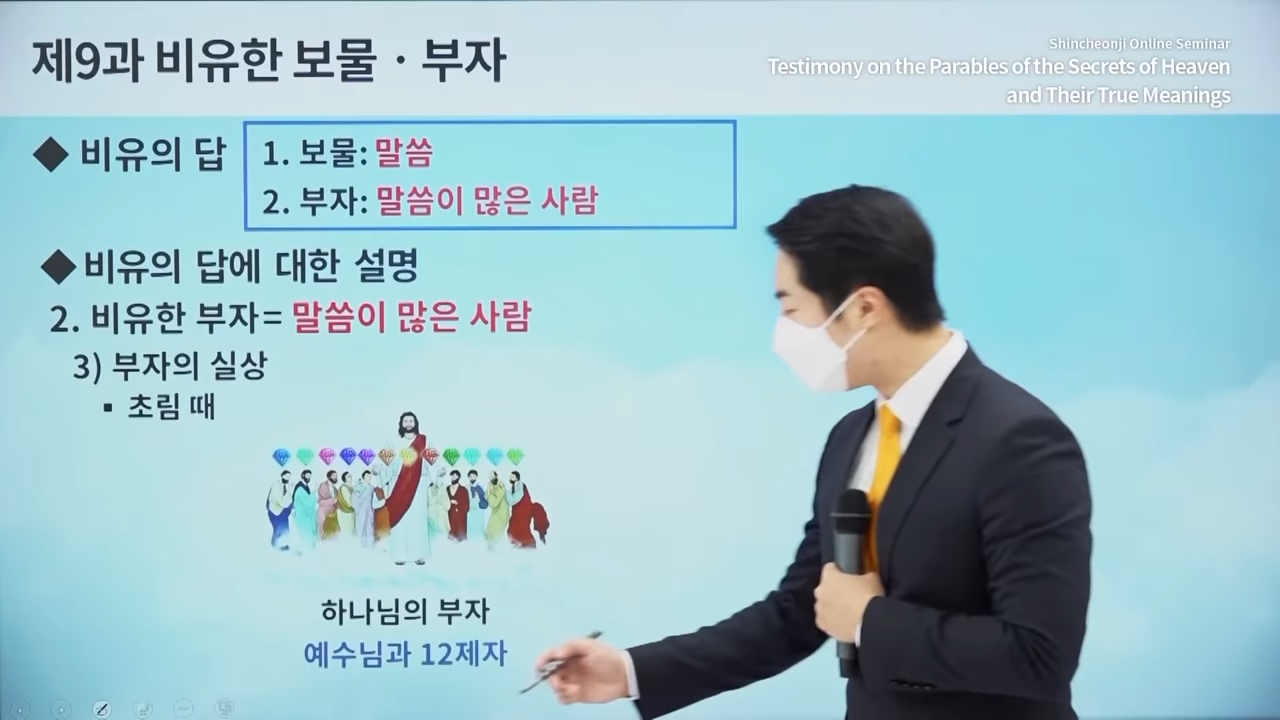 제9과 비유한 보물 · 부자
Shincheonji Online Seminar
Testimony on the Parables of the Secrets of Heaven
and Their True Meanings
◆ 비유의 답
1. 보물: 말씀
2. 부자: 말씀이 많은 사람
◆ 비유의 답에 대한 설명
2. 비유한 부자= 말씀이 많은 사람
3) 부자의 실상
▪ 초림 때
하나님의 부자
예수님과 12제자